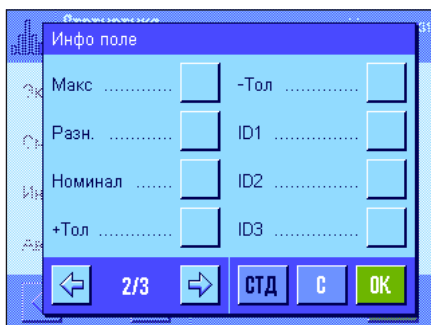 Инфо поле
Макс ............
-Тол ...............
Разн. ............
ID1 ................
Номинал ......
ID2 ................
+Тол ............
ID3 ................
2/3
СТД
C
OK